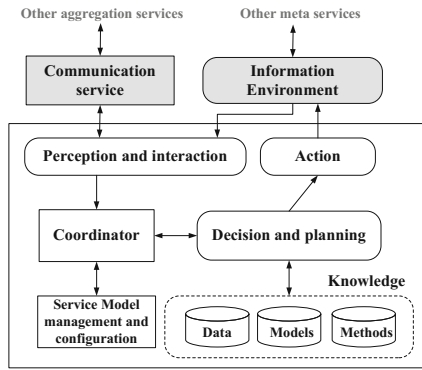 Other aggregation services
Other meta services
Communication
service
Information
Environment
Perception and interaction
Action
Coordinator
Decision and planning
Knowledge
Service Model
management and
configuration
Data
Models
Methods